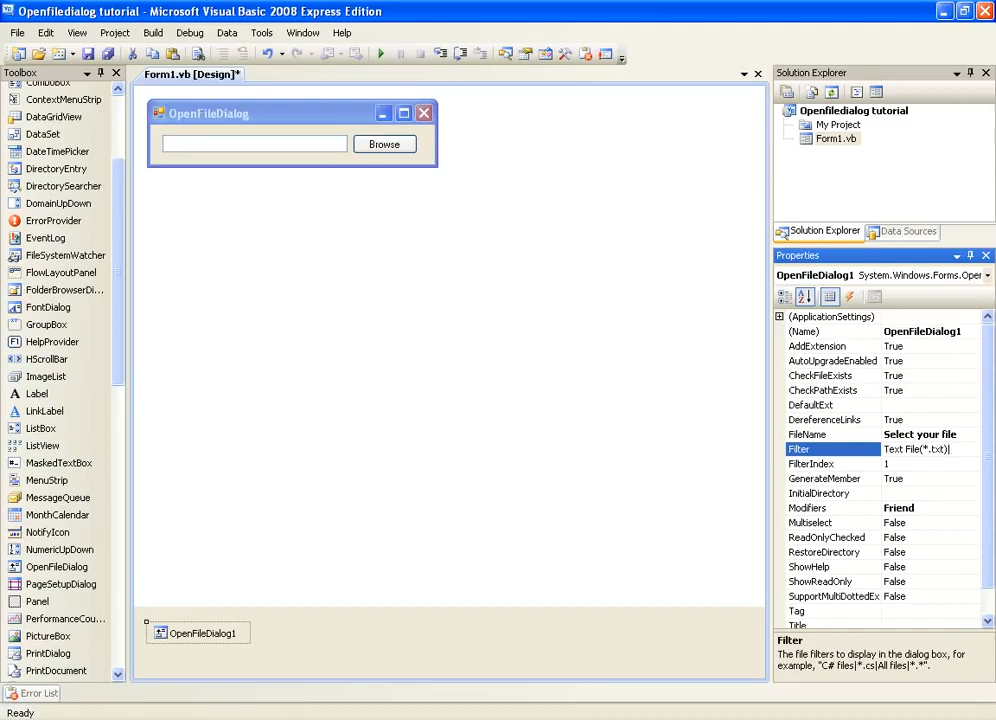 Openfiledialog tutorial - Microsoft Visual Basic 2008 Express Edition
File Edit View Project Build Debug Data Tools Window Help
Toolbox
ComboBox
ContextMenuStrip
DataGridView
DataSet
DateTimePicker
DirectoryEntry
DirectorySearcher
DomainUpDown
ErrorProvider
EventLog
FileSystemWatcher
FlowLayoutPanel
FolderBrowserDi...
FontDialog
GroupBox
HelpProvider
HScrollBar
ImageList
Label
LinkLabel
ListBox
ListView
MaskedTextBox
MenuStrip
MessageQueue
MonthCalendar
NotifyIcon
NumericUpDown
OpenFileDialog
PageSetupDialog
Panel
PerformanceCou...
PictureBox
PrintDialog
PrintDocument
Form1.vb [Design]*
OpenFileDialog
Browse
OpenFileDialog1
Solution Explorer
Openfiledialog tutorial
My Project
Form1.vb
Solution Explorer Data Sources
Properties
OpenFileDialog1 System.Windows.Forms.Oper
(ApplicationSettings)
(Name) OpenFileDialog1
AddExtension True
AutoUpgradeEnabled True
CheckFileExists True
CheckPathExists True
DefaultExt
DereferenceLinks True
FileName Select your file
Filter Text File(*.txt)|
FilterIndex 1
GenerateMember True
InitialDirectory
Modifiers Friend
Multiselect False
ReadOnlyChecked False
RestoreDirectory False
ShowHelp False
ShowReadOnly False
SupportMultiDottedEx False
Tag
Title
Filter
The file filters to display in the dialog box, for
example, "C# files|*.cs|All files|*.*".
Error List
Ready